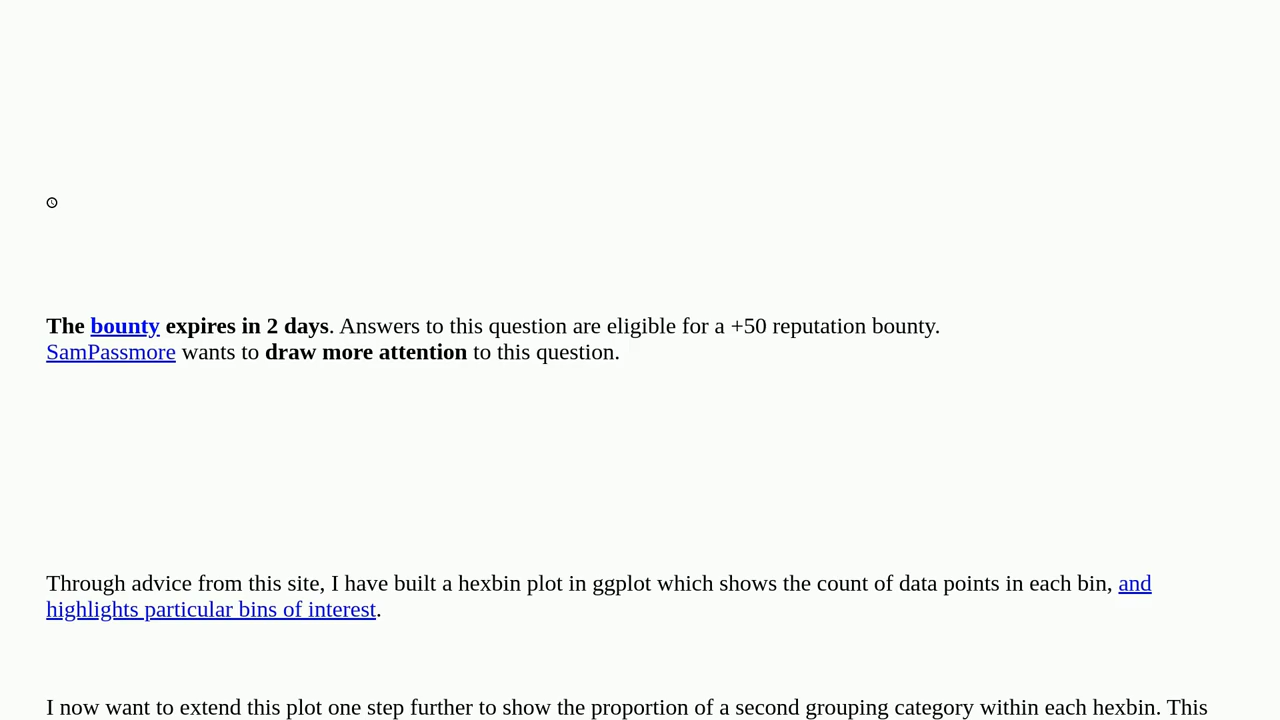 The bounty expires in 2 days. Answers to this question are eligible for a +50 reputation bounty.
SamPassmore wants to draw more attention to this question.
Through advice from this site, I have built a hexbin plot in ggplot which shows the count of data points in each bin, and
highlights particular bins of interest.
I now want to extend this plot one step further to show the proportion of a second grouping category within each hexbin. This